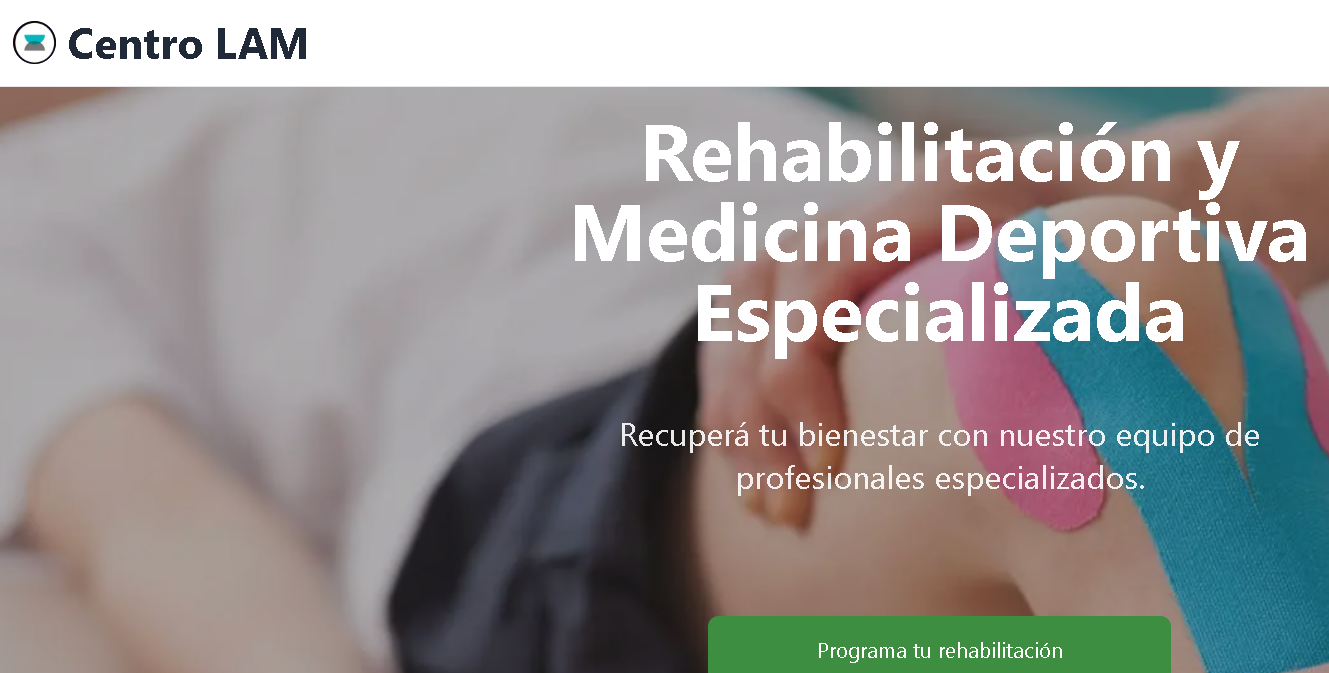 Centro LAM
Rehabilitación y
Medicina Deportiva
Especializada
Recuperá tu bienestar con nuestro equipo de
profesionales especializados.
Programa tu rehabilitación